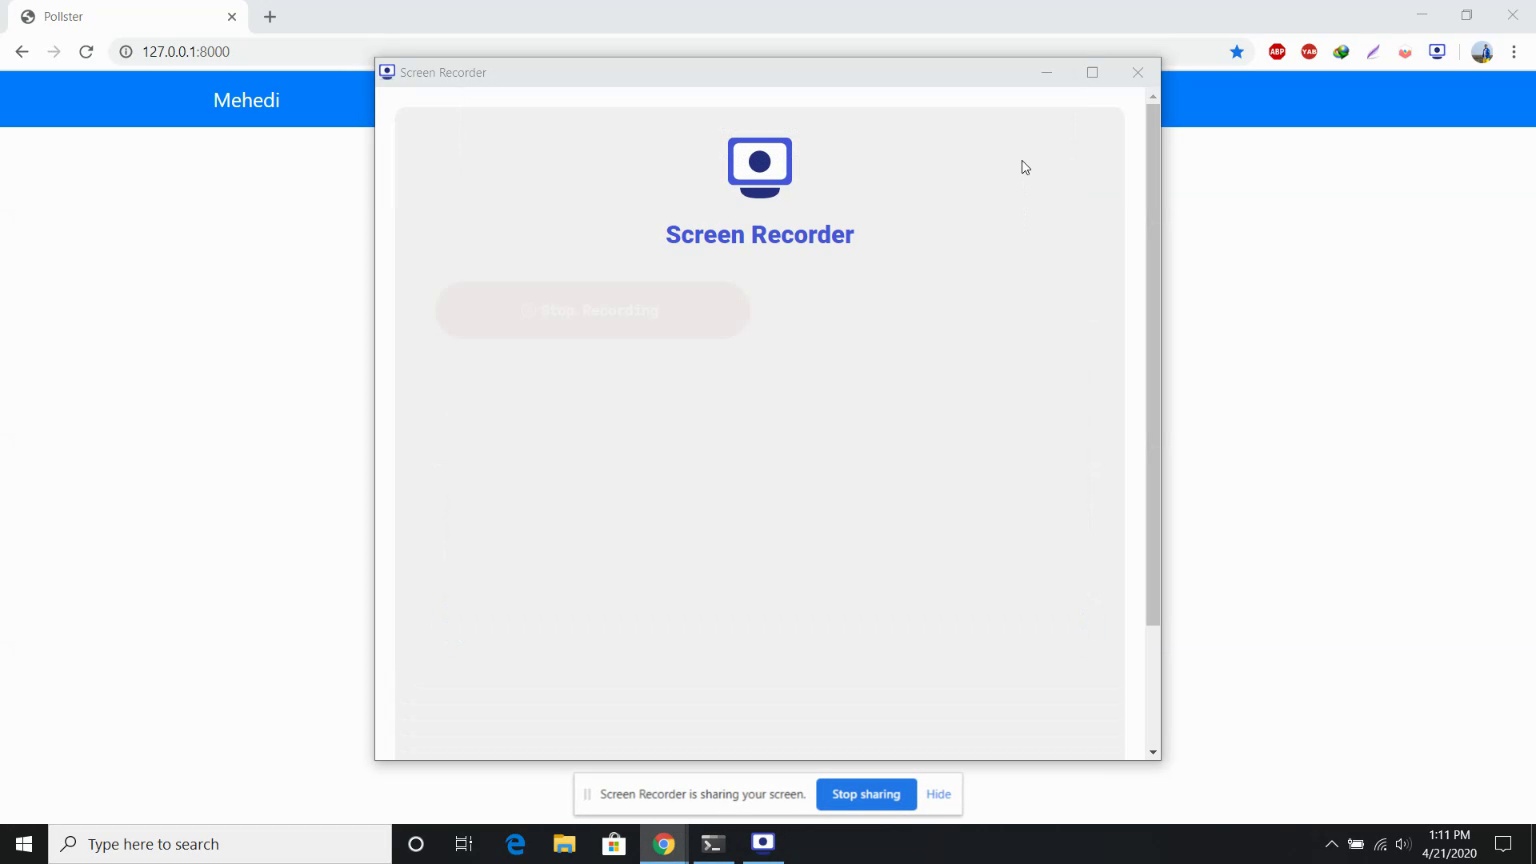 Pollster
127.0.0.1:8000
ABP
YAB
Screen Recorder
Mehedi
Screen Recorder
Stop Recording
Screen Recorder is sharing your screen.
Stop sharing
Hide
Type here to search
1:11 PM
4/21/2020